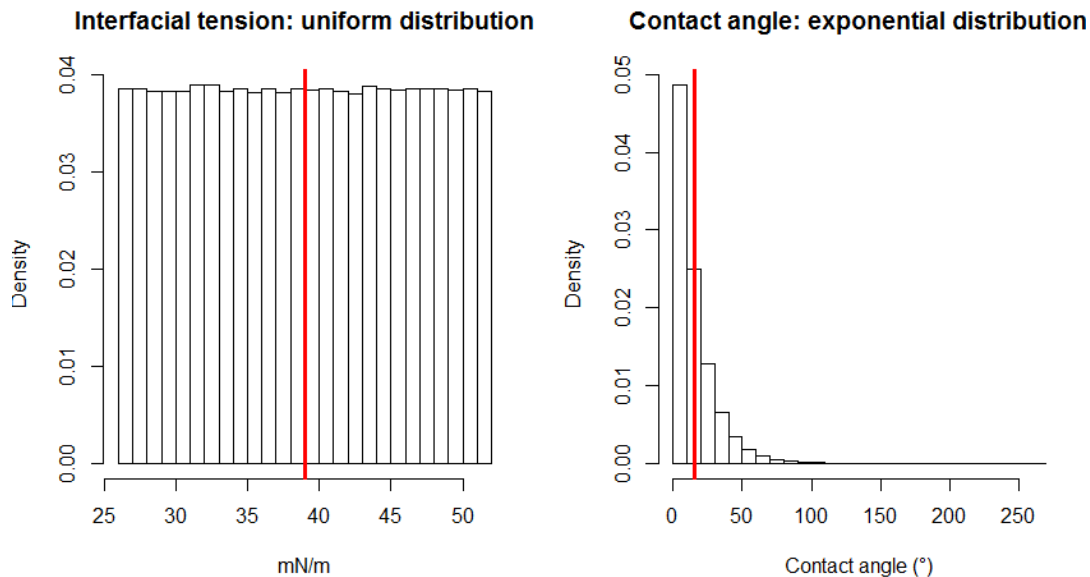 Interfacial tension: uniform distribution
Density
0.04
0.03
0.02
0.01
0.00
25 30 35 40 45 50
mN/m
Contact angle: exponential distribution
Density
0.05
0.04
0.03
0.02
0.01
0.00
0 50 100 150 200 250
Contact angle (°)